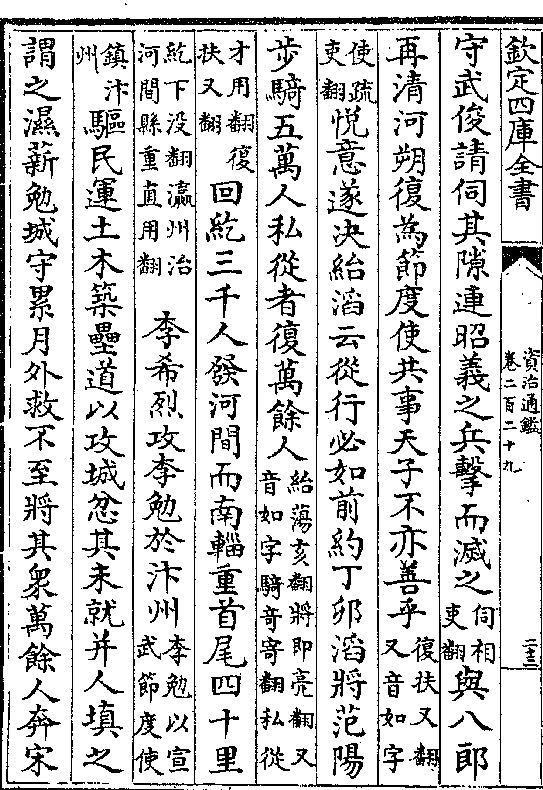 欽定四庫全書
資治通鑑
卷二百二十九
二十三
守武俊請伺其隙連昭義之兵擊而滅之伺相吏翻與八郎
再清河朔復為節度使共事天子不亦善乎復扶又翻又音如字
使疏吏翻悅意遂决紿滔云從行必如前約丁卯滔將范陽
步騎五萬人私從者復萬餘人紿蕩亥翻將即亮翻又音如字騎奇寄翻私從
才用翻復扶又翻回紇三千人發河間而南輜重首尾四十里
紇下没翻瀛州治河間縣重直用翻李希烈攻李勉於汴州李勉以宣武節度使
鎮汴州驅民運土木築壘道以攻城忿其未就并人填之
謂之濕薪勉城守累月外救不至將其衆萬餘人奔宋